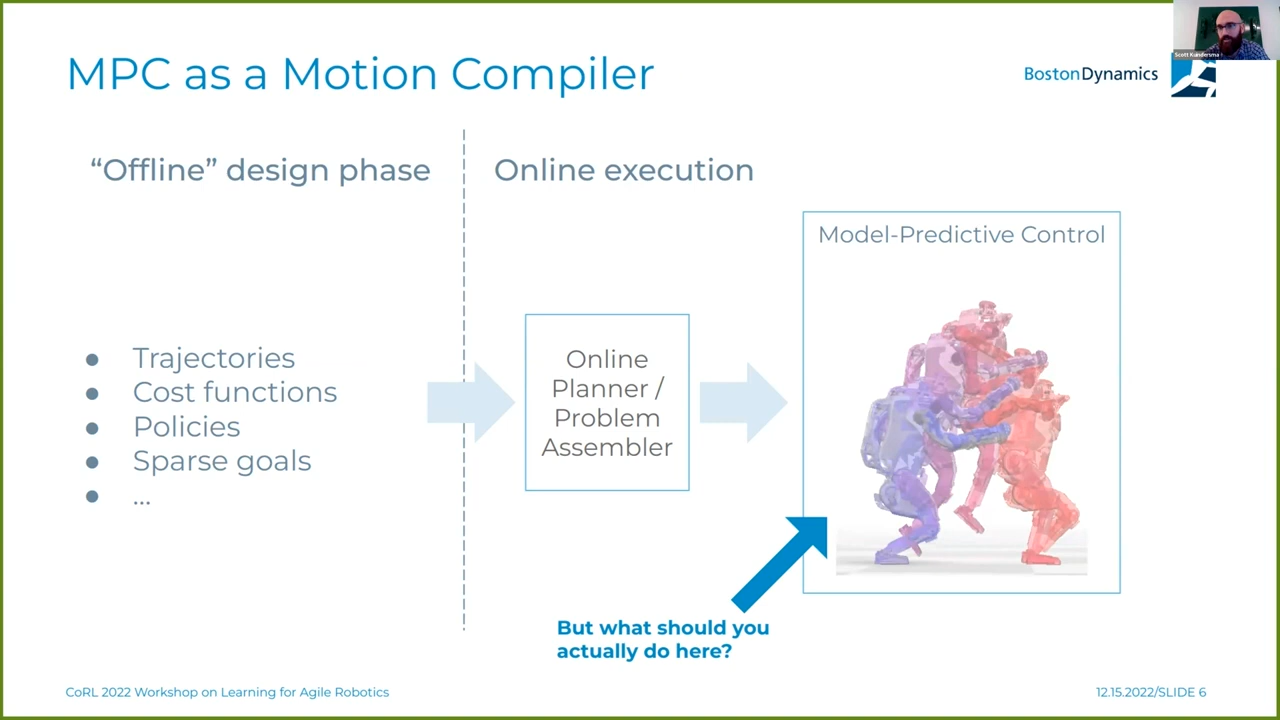 MPC as a Motion Compiler
Scott Kuindersma
BostonDynamics
“Offline” design phase
Online execution
Model-Predictive Control
● Trajectories
● Cost functions
● Policies
● Sparse goals
● ...
Online
Planner /
Problem
Assembler
But what should you
actually do here?
CoRL 2022 Workshop on Learning for Agile Robotics
12.15.2022/SLIDE 6